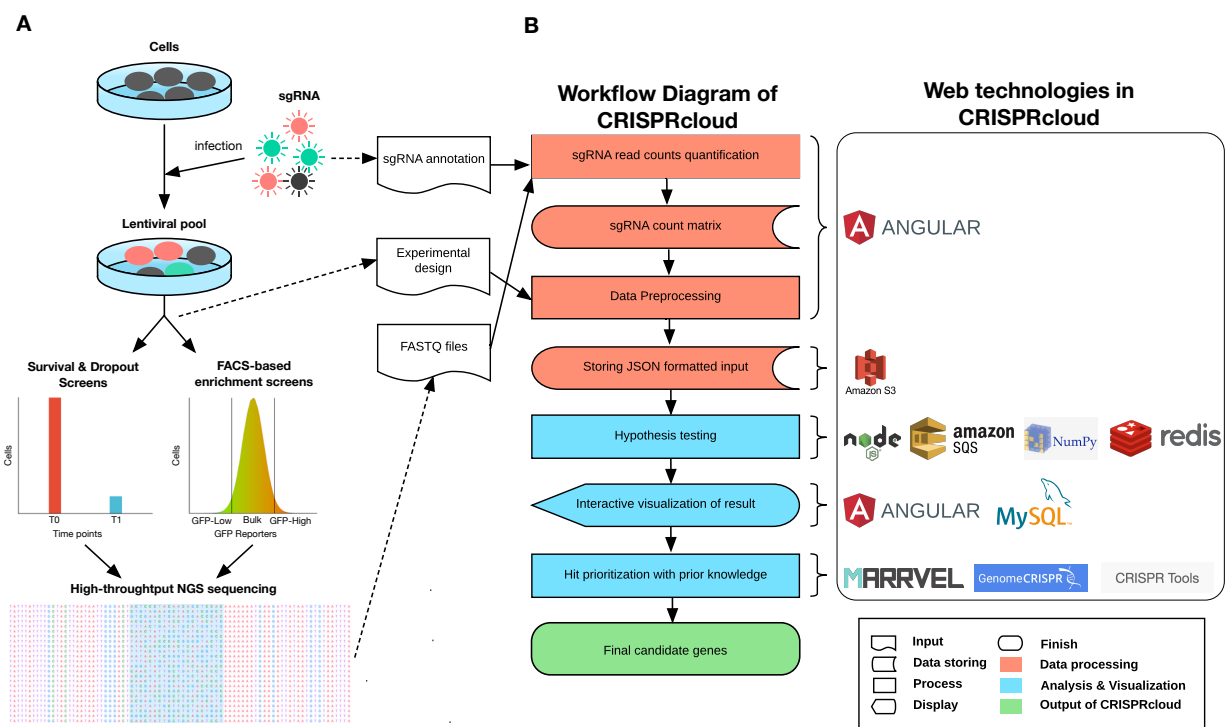 A
Cells
sgRNA
infection
Lentiviral pool
Survival & Dropout
Screens
FACS-based
enrichment screens
Cells
T0
T1
Time points
Cells
GFP-Low
Bulk
GFP-High
GFP Reporters
High-throughtput NGS sequencing
sgRNA annotation
Experimental
design
FASTQ files
B
Workflow Diagram of
CRISPRcloud
sgRNA read counts quantification
sgRNA count matrix
Data Preprocessing
Storing JSON formatted input
Hypothesis testing
Interactive visualization of result
Hit prioritization with prior knowledge
Final candidate genes
Web technologies in
CRISPRcloud
ANGULAR
Amazon S3
node
JS
amazon
SQS
NumPy
redis
ANGULAR
MySQL
MARRVEL
GenomeCRISPR
CRISPR Tools
Input
Data storing
Process
Display
Finish
Data processing
Analysis & Visualization
Output of CRISPRcloud